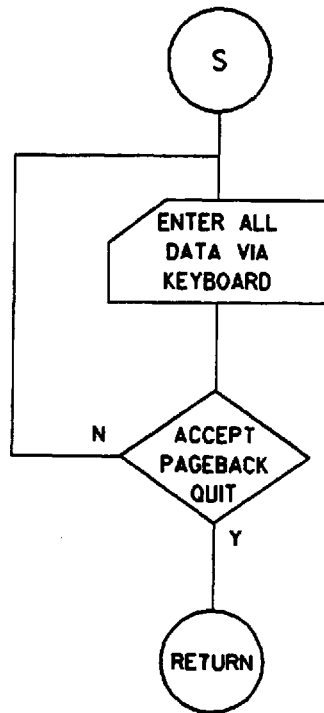 S
ENTER ALL
DATA VIA
KEYBOARD
N
ACCEPT
PAGEBACK
QUIT
Y
RETURN